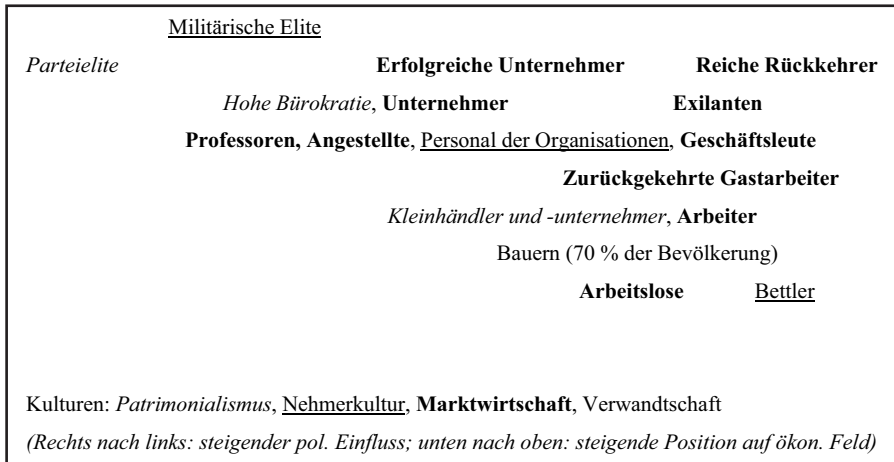 Militärische Elite
Parteielite Erfolgreiche Unternehmer Reiche Rückkehrer
Hohe Bürokratie, Unternehmer Exilanten
Professoren, Angestellte, Personal der Organisationen, Geschäftsleute
Zurückgekehrte Gastarbeiter
Kleinhändler und -unternehmer, Arbeiter
Bauern (70 % der Bevölkerung)
Arbeitslose Bettler
Kulturen: Patrimonialismus, Nehmerkultur, Marktwirtschaft, Verwandtschaft
(Rechts nach links: steigender pol. Einfluss; unten nach oben: steigende Position auf ökon. Feld)